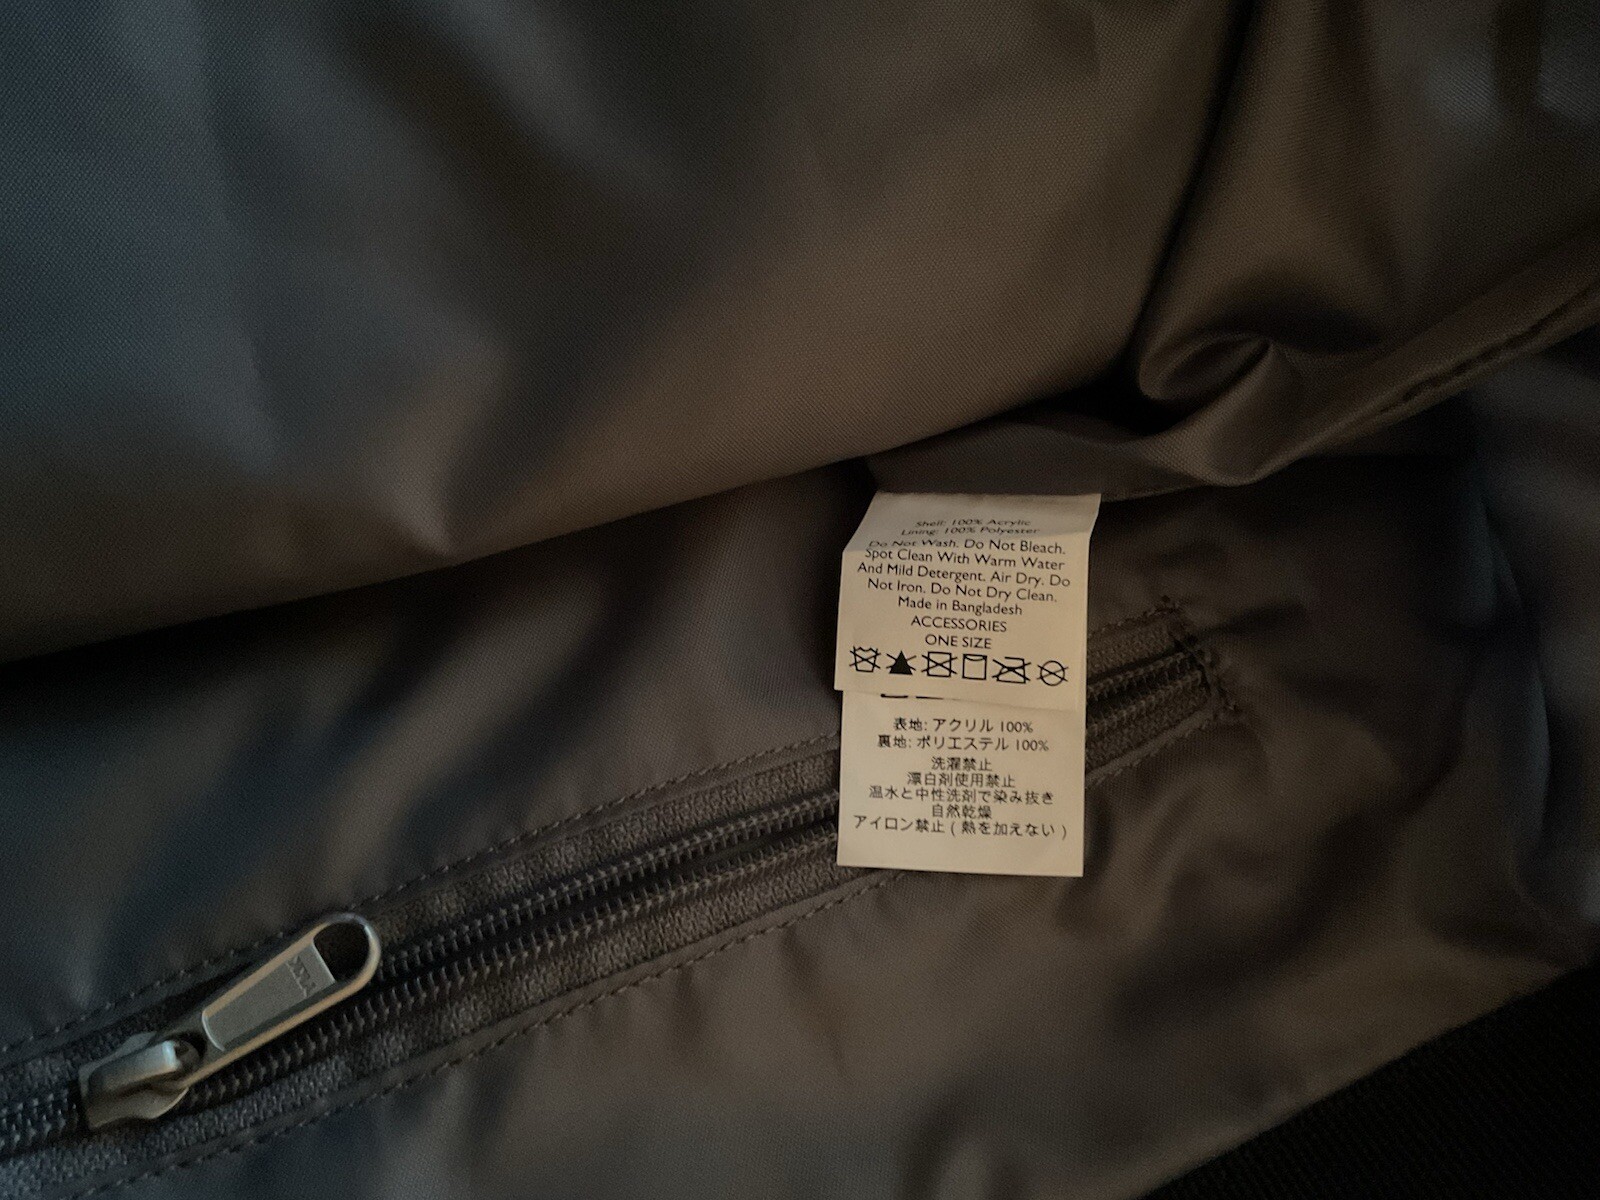 Shell: 100% Acrylic
Lining: 100% Polyester
Do Not Wash. Do Not Bleach.
Spot Clean With Warm Water
And Mild Detergent. Air Dry. Do
Not Iron. Do Not Dry Clean.
Made in Bangladesh
ACCESSORIES
ONE SIZE
表地: アクリル 100%
裏地: ポリエステル 100%
洗濯禁止
漂白剤使用禁止
温水と中性洗剤で染み抜き
自然乾燥
アイロン禁止 ( 熱を加えない )